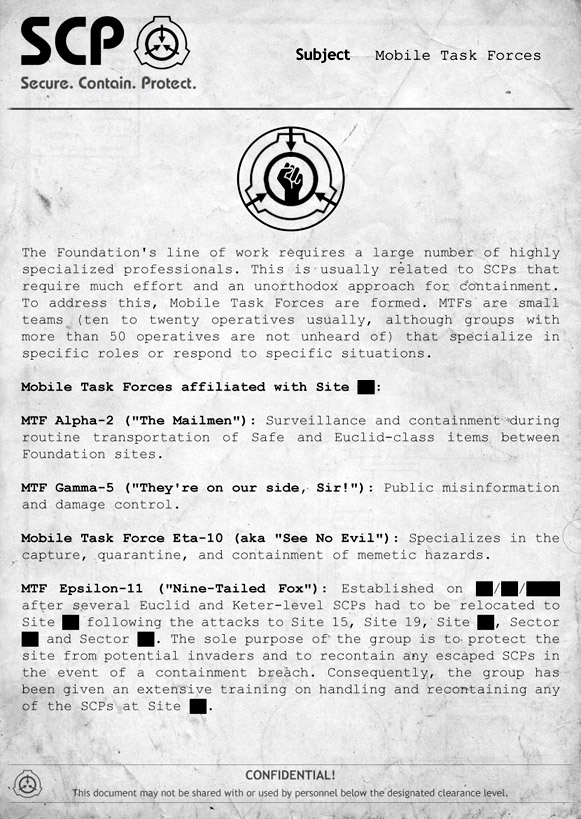 SCP
Secure. Contain. Protect.
Subject Mobile Task Forces
The Foundation's line of work requires a large number of highly
specialized professionals. This is usually related to SCPs that
require much effort and an unorthodox approach for containment.
To address this, Mobile Task Forces are formed. MTFs are small
teams (ten to twenty operatives usually, although groups with
more than 50 operatives are not unheard of) that specialize in
specific roles or respond to specific situations.
Mobile Task Forces affiliated with Site ██:
MTF Alpha-2 ("The Mailmen"): Surveillance and containment during
routine transportation of Safe and Euclid-class items between
Foundation sites.
MTF Gamma-5 ("They're on our side, Sir!"): Public misinformation
and damage control.
Mobile Task Force Eta-10 (aka "See No Evil"): Specializes in the
capture, quarantine, and containment of memetic hazards.
MTF Epsilon-11 ("Nine-Tailed Fox"): Established on ██/██/████
after several Euclid and Keter-level SCPs had to be relocated to
Site ██ following the attacks to Site 15, Site 19, Site ██, Sector
██ and Sector ██. The sole purpose of the group is to protect the
site from potential invaders and to recontain any escaped SCPs in
the event of a containment breach. Consequently, the group has
been given an extensive training on handling and recontaining any
of the SCPs at Site ██.
CONFIDENTIAL!
This document may not be shared with or used by personnel below the designated clearance level.